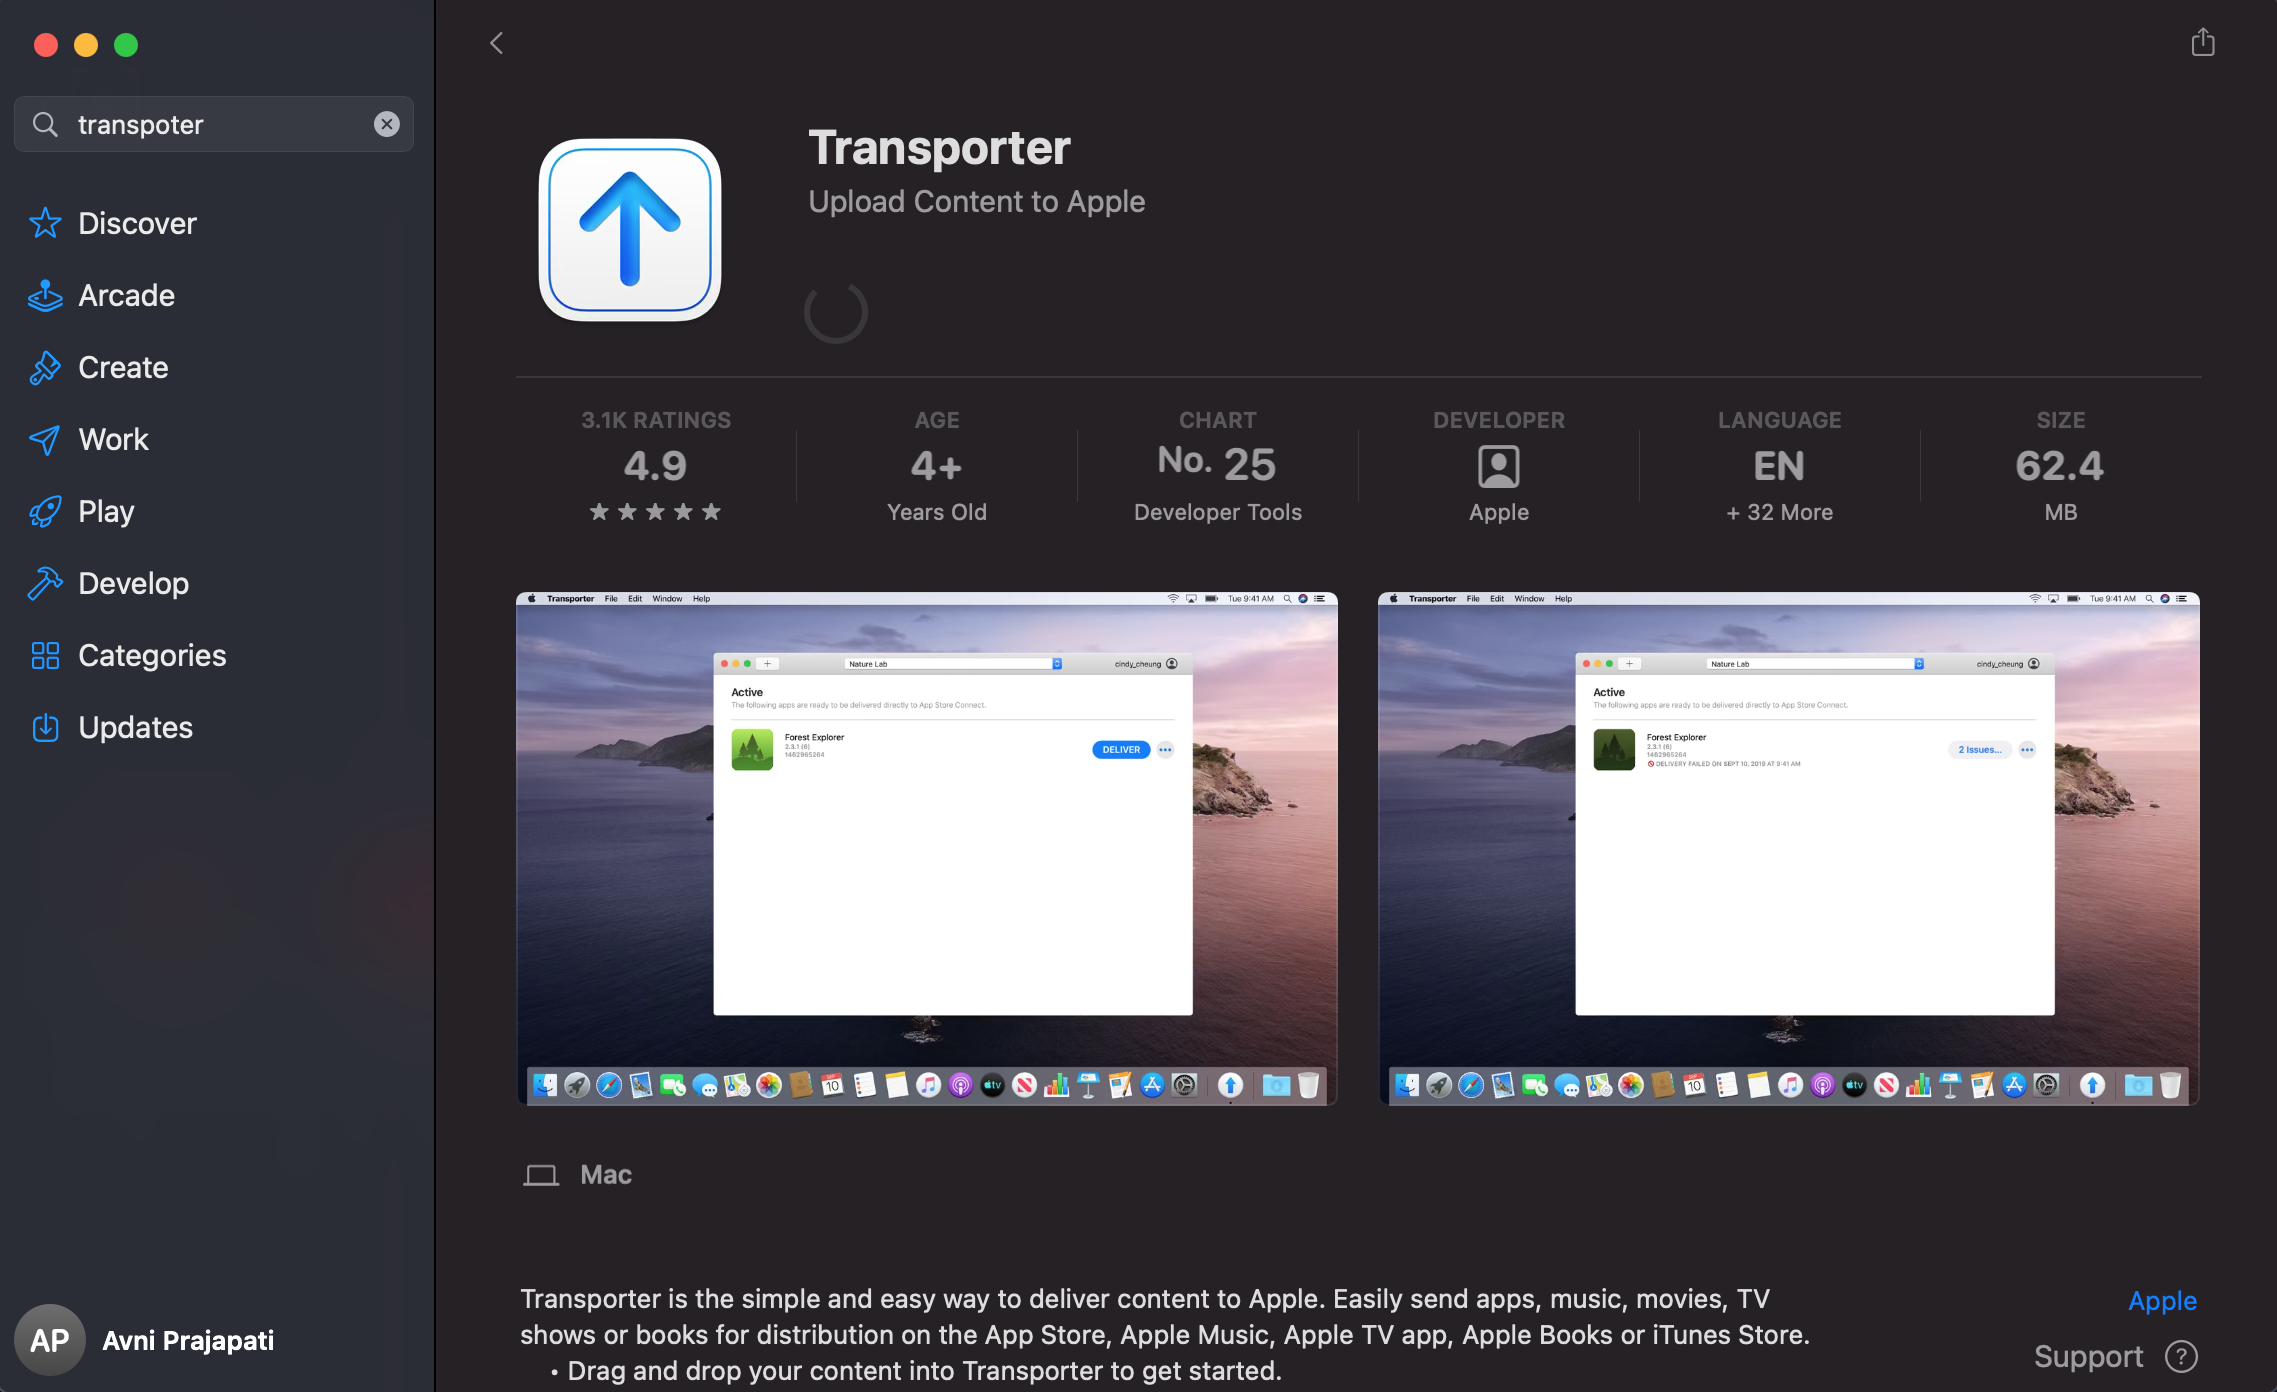 transpoter
Discover
Arcade
Create
Work
Play
Develop
Categories
Updates
AP
Avni Prajapati
Transporter
Upload Content to Apple
3.1K RATINGS
4.9
AGE
4+
Years Old
CHART
No. 25
Developer Tools
DEVELOPER
Apple
LANGUAGE
EN
+ 32 More
SIZE
62.4
MB
Transporter File Edit Window Help
Tue 9:41 AM
Nature Lab
cindy_cheung
Active
The following apps are ready to be delivered directly to App Store Connect.
Forest Explorer
2.3.1 (6)
1462965264
DELIVER
10
tv
Transporter File Edit Window Help
Tue 9:41 AM
Nature Lab
cindy_cheung
Active
The following apps are ready to be delivered directly to App Store Connect.
Forest Explorer
2.3.1 (6)
1462965264
DELIVERY FAILED ON SEPT 10, 2019 AT 9:41 AM
2 Issues...
10
tv
Mac
Transporter is the simple and easy way to deliver content to Apple. Easily send apps, music, movies, TV
shows or books for distribution on the App Store, Apple Music, Apple TV app, Apple Books or iTunes Store.
• Drag and drop your content into Transporter to get started.
Apple
Support ?